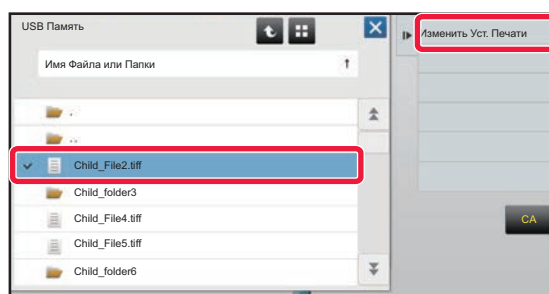 USB Память
Изменить Уст. Печати
Имя Файла или Папки
.
..
Child_File2.tiff
Child_folder3
Child_File4.tiff
Child_File5.tiff
Child_folder6
CA